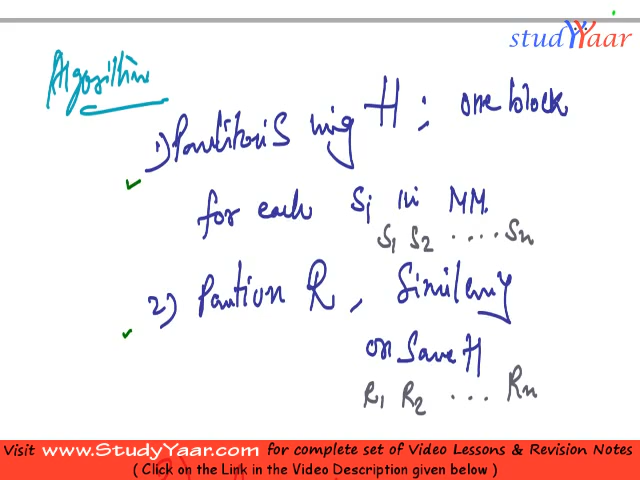 studYYaar
Algorithm
1) Partition S using H : one block
for each Si in MM.
S1 S2 .... Sn
2) Partition R, Similarly
on Same H
R1 R2 ... Rn
Visit www.StudyYaar.com for complete set of Video Lessons & Revision Notes
( Click on the Link in the Video Description given below )